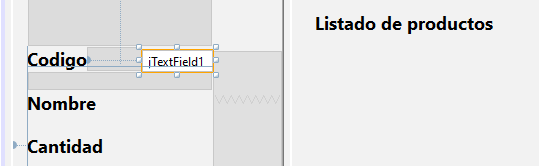 Listado de productos
Codigo jTextField1
Nombre
Cantidad